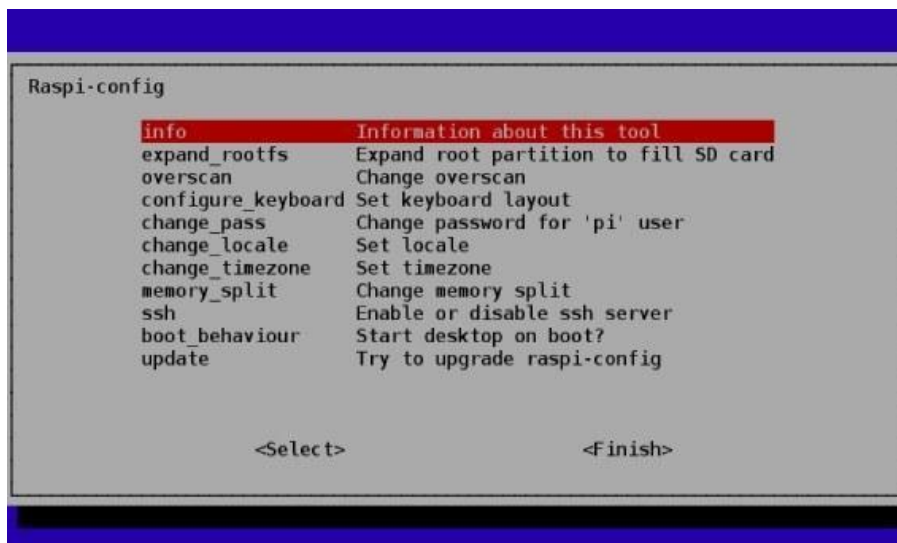 Raspi-config
info Information about this tool
expand_rootfs Expand root partition to fill SD card
overscan Change overscan
configure_keyboard Set keyboard layout
change_pass Change password for 'pi' user
change_locale Set locale
change_timezone Set timezone
memory_split Change memory split
ssh Enable or disable ssh server
boot_behaviour Start desktop on boot?
update Try to upgrade raspi-config
<Select> <Finish>